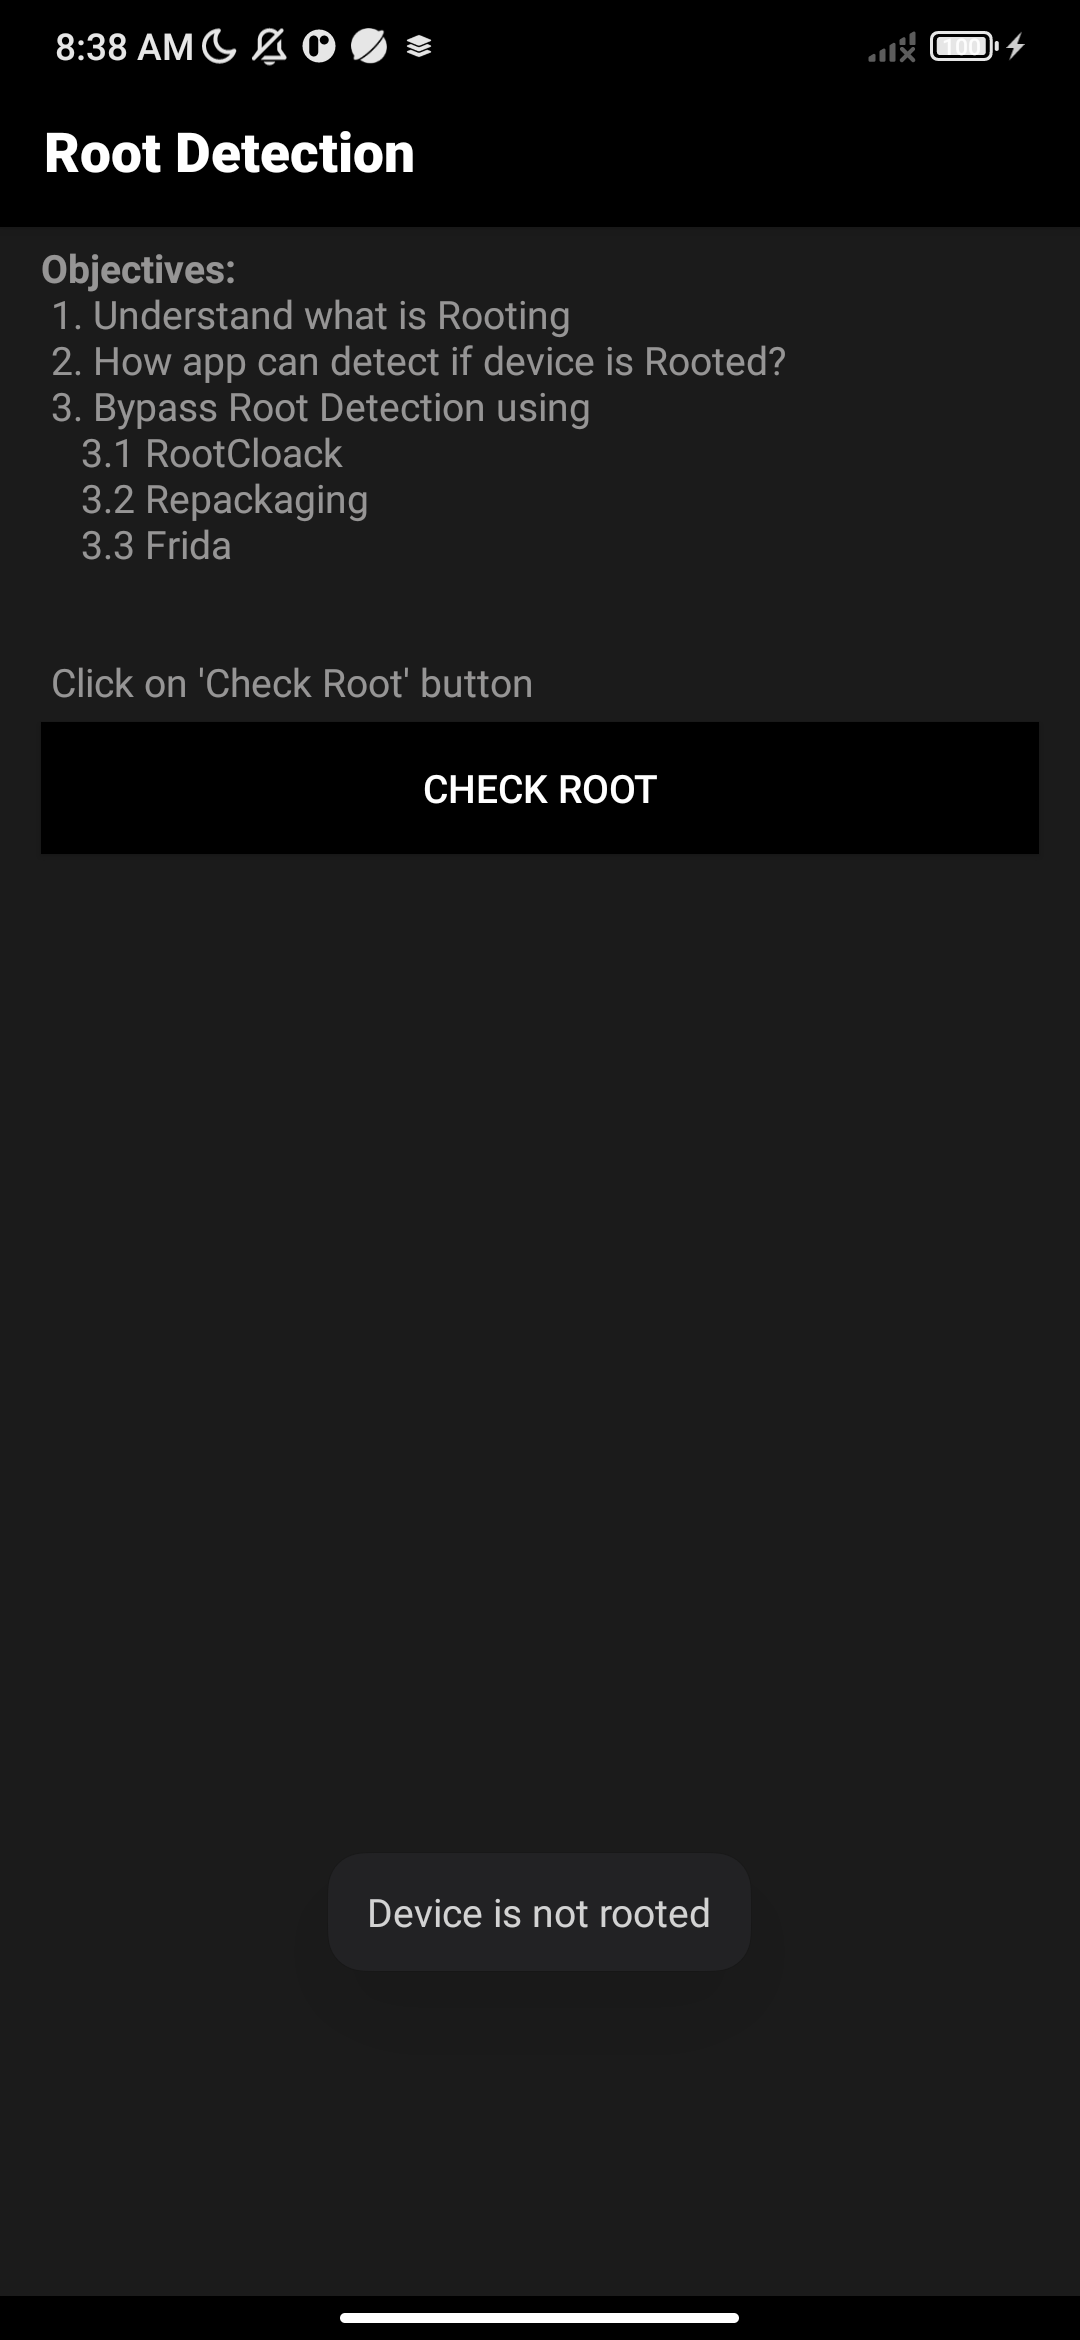 8:38 AM
100
Root Detection
Objectives:
1. Understand what is Rooting
2. How app can detect if device is Rooted?
3. Bypass Root Detection using
3.1 RootCloack
3.2 Repackaging
3.3 Frida
Click on 'Check Root' button
CHECK ROOT
Device is not rooted